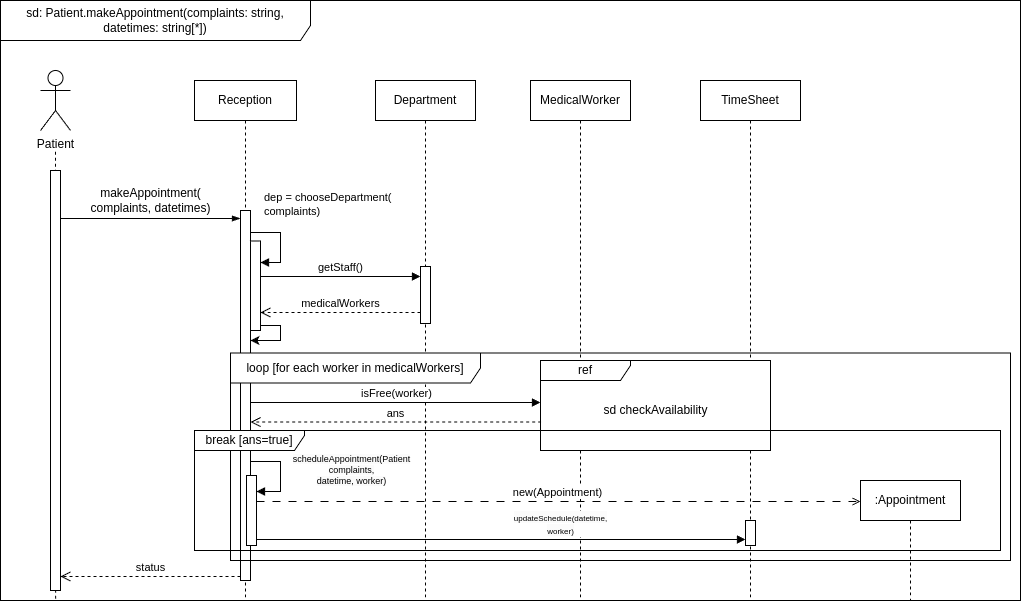 sd: Patient.makeAppointment(complaints: string,
datetimes: string[*])
Patient
Reception
Department
MedicalWorker
TimeSheet
makeAppointment(
complaints, datetimes)
dep = chooseDepartment(
complaints)
getStaff()
medicalWorkers
loop [for each worker in medicalWorkers]
ref
sd checkAvailability
isFree(worker)
ans
break [ans=true]
scheduleAppointment(Patient
complaints,
datetime, worker)
new(Appointment)
:Appointment
updateSchedule(datetime,
worker)
status